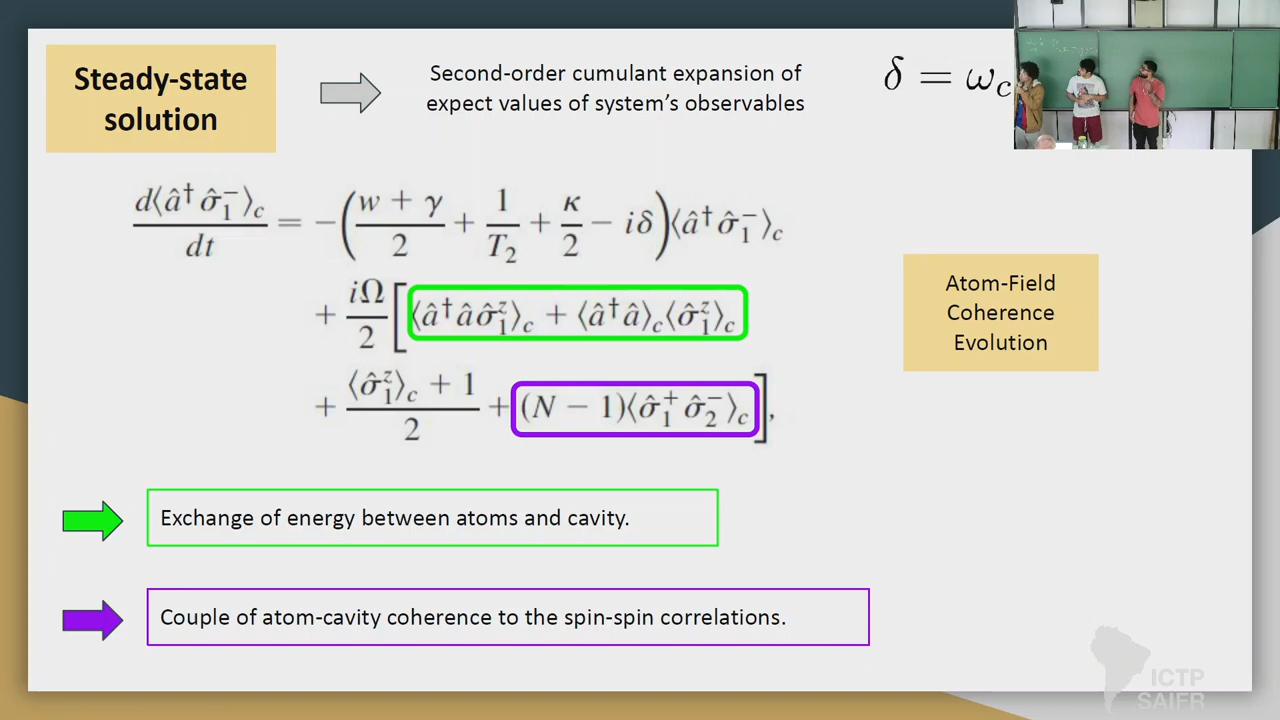 Steady-state
solution
Second-order cumulant expansion of
expect values of system's observables
δ = ω_c
d⟨â†σ̂₁⁻⟩_c / dt = −((w + γ)/2 + 1/T₂ + κ/2 − iδ)⟨â†σ̂₁⁻⟩_c
+ iΩ/2 [⟨â†âσ̂₁ᶻ⟩_c + ⟨â†â⟩_c⟨σ̂₁ᶻ⟩_c
+ (⟨σ̂₁ᶻ⟩_c + 1)/2 + (N − 1)⟨σ̂₁⁺σ̂₂⁻⟩_c],
Atom-Field
Coherence
Evolution
Exchange of energy between atoms and cavity.
Couple of atom-cavity coherence to the spin-spin correlations.
ICTP
SAIFR